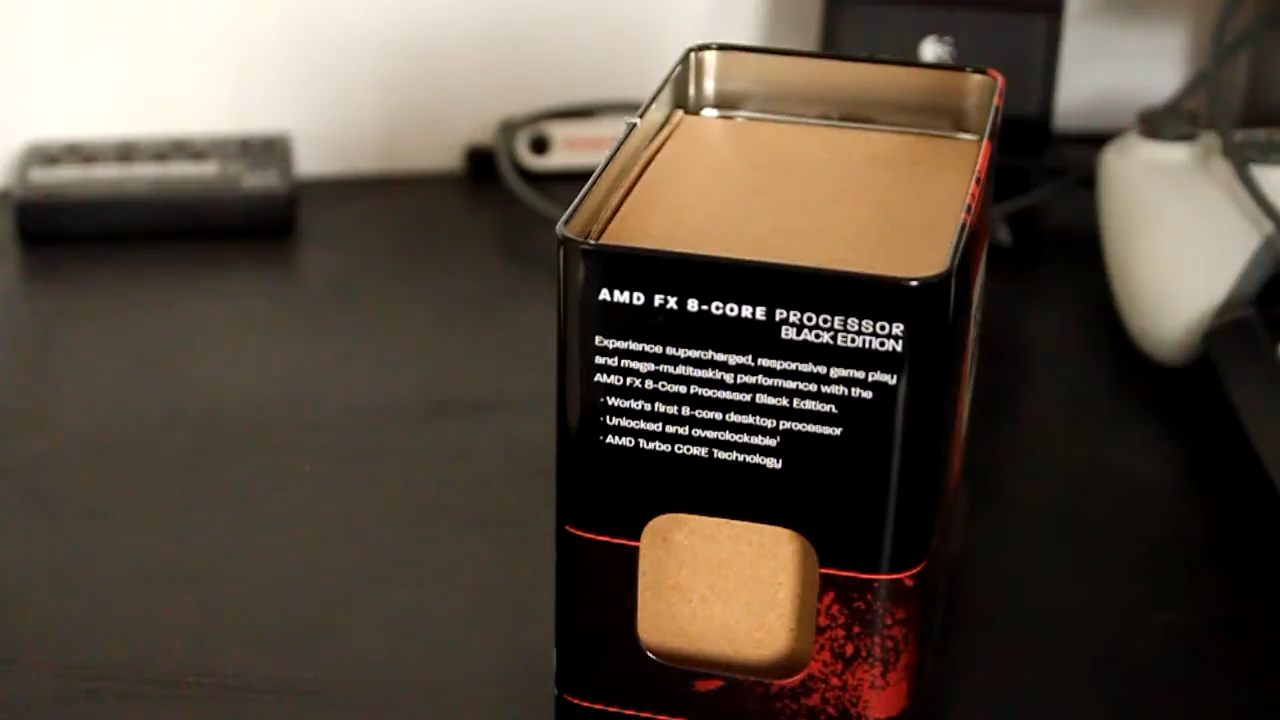 AMD FX 8-CORE PROCESSOR
BLACK EDITION
Experience supercharged, responsive game play
and mega-multitasking performance with the
AMD FX 8-Core Processor Black Edition.
· World's first 8-core desktop processor
· Unlocked and overclockable¹
· AMD Turbo CORE Technology